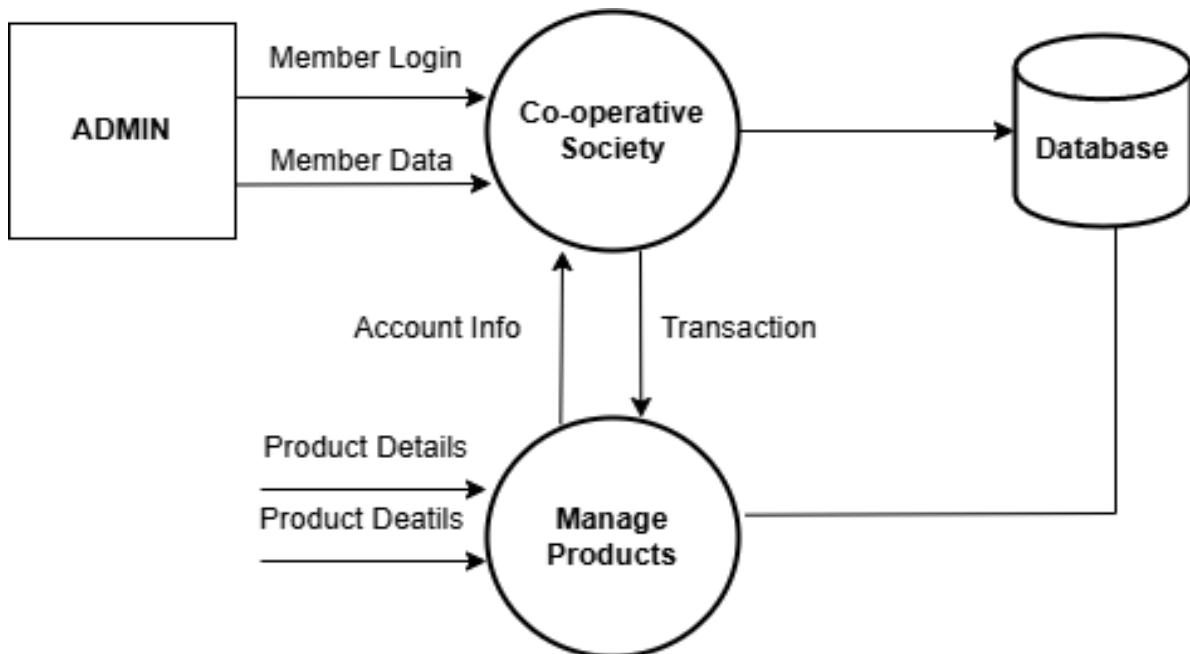 Member Login
ADMIN
Member Data
Co-operative
Society
Database
Account Info
Transaction
Product Details
Product Deatils
Manage
Products